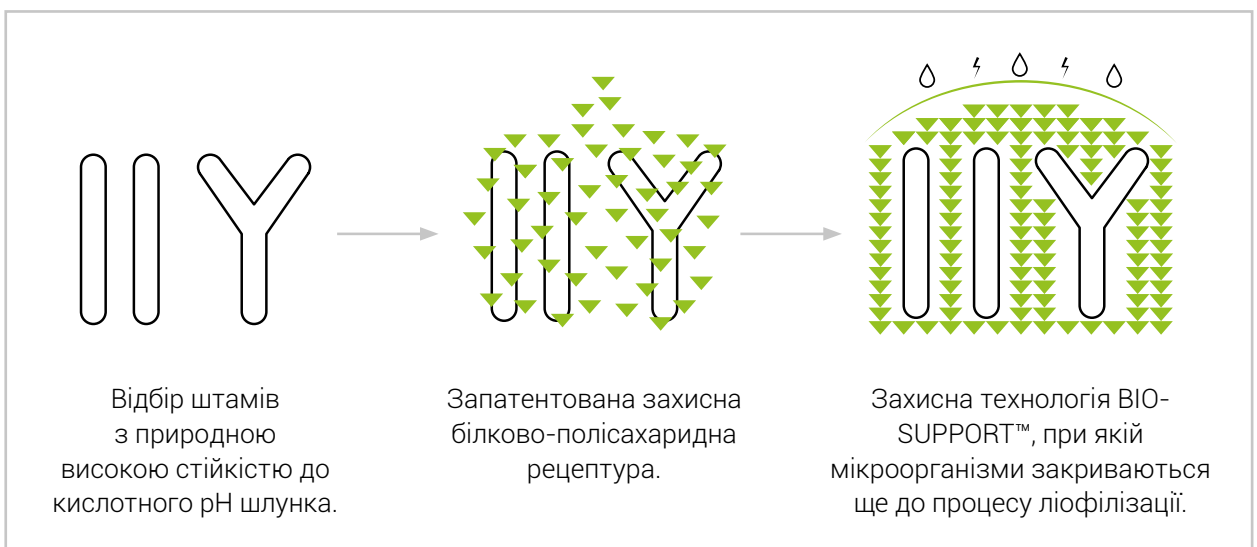 Відбір штамів
з природною
високою стійкістю до
кислотного pH шлунка.
Запатентована захисна
білково-полісахаридна
рецептура.
Захисна технологія BIO-
SUPPORT™, при якій
мікроорганізми закриваються
ще до процесу ліофілізації.